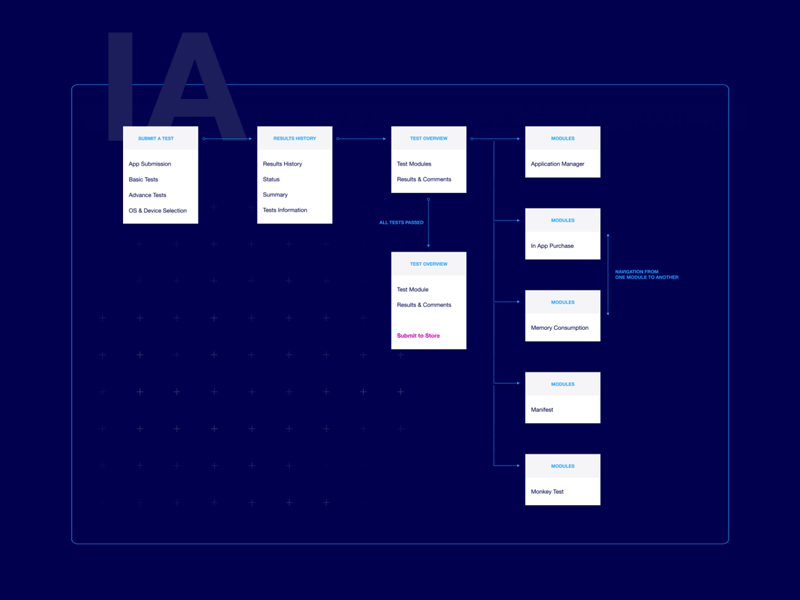 IA
SUBMIT A TEST
App Submission
Basic Tests
Advance Tests
OS & Device Selection
RESULTS HISTORY
Results History
Status
Summary
Tests Information
TEST OVERVIEW
Test Modules
Results & Comments
ALL TESTS PASSED
TEST OVERVIEW
Test Module
Results & Comments
Submit to Store
MODULES
Application Manager
MODULES
In App Purchase
MODULES
Memory Consumption
MODULES
Manifest
MODULES
Monkey Test
NAVIGATION FROM
ONE MODULE TO ANOTHER